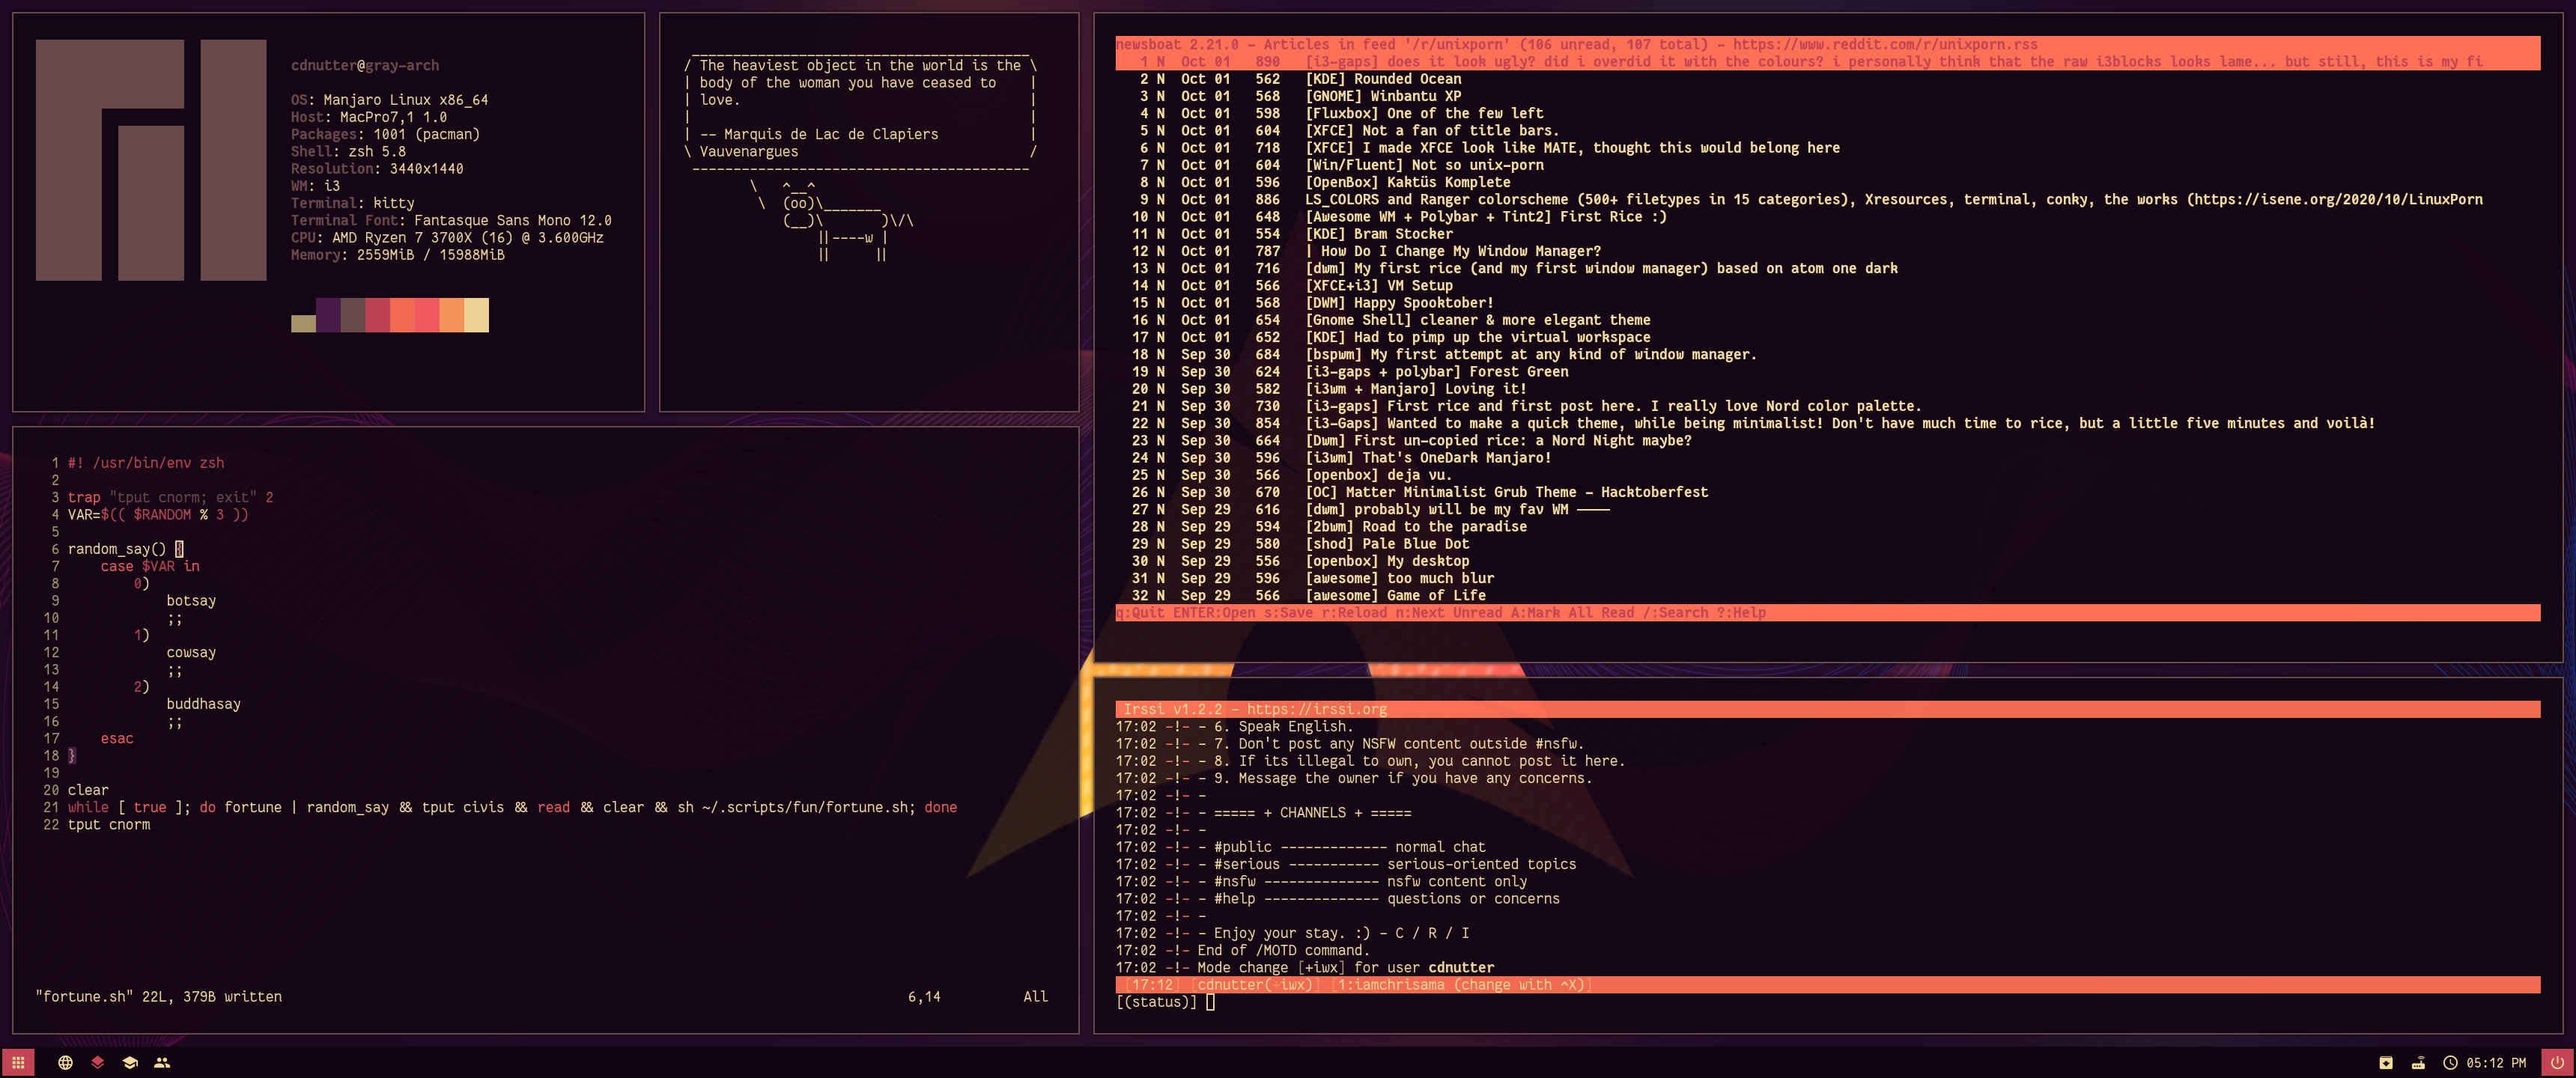 cdnutter@gray-arch
OS: Manjaro Linux x86_64
Host: MacPro7,1 1.0
Packages: 1001 (pacman)
Shell: zsh 5.8
Resolution: 3440x1440
WM: i3
Terminal: kitty
Terminal Font: Fantasque Sans Mono 12.0
CPU: AMD Ryzen 7 3700X (16) @ 3.600GHz
Memory: 2559MiB / 15988MiB
 _________________________________________
/ The heaviest object in the world is the \
| body of the woman you have ceased to    |
| love.                                   |
|                                         |
| -- Marquis de Lac de Clapiers           |
\ Vauvenargues                            /
 -----------------------------------------
        \   ^__^
         \  (oo)\_______
            (__)\       )\/\
                ||----w |
                ||     ||
1 #! /usr/bin/env zsh
2
3 trap "tput cnorm; exit" 2
4 VAR=$(( $RANDOM % 3 ))
5
6 random_say() {
7     case $VAR in
8         0)
9             botsay
10             ;;
11         1)
12             cowsay
13             ;;
14         2)
15             buddhasay
16             ;;
17     esac
18 }
19
20 clear
21 while [ true ]; do fortune | random_say && tput civis && read && clear && sh ~/.scripts/fun/fortune.sh; done
22 tput cnorm
"fortune.sh" 22L, 379B written 6,14 All
newsboat 2.21.0 - Articles in feed '/r/unixporn' (106 unread, 107 total) - https://www.reddit.com/r/unixporn.rss
1 N Oct 01 890 [i3-gaps] does it look ugly? did i overdid it with the colours? i personally think that the raw i3blocks looks lame... but still, this is my fi
2 N Oct 01 562 [KDE] Rounded Ocean
3 N Oct 01 568 [GNOME] Winbantu XP
4 N Oct 01 598 [Fluxbox] One of the few left
5 N Oct 01 604 [XFCE] Not a fan of title bars.
6 N Oct 01 718 [XFCE] I made XFCE look like MATE, thought this would belong here
7 N Oct 01 604 [Win/Fluent] Not so unix-porn
8 N Oct 01 596 [OpenBox] Kaktüs Komplete
9 N Oct 01 886 LS_COLORS and Ranger colorscheme (500+ filetypes in 15 categories), Xresources, terminal, conky, the works (https://isene.org/2020/10/LinuxPorn
10 N Oct 01 648 [Awesome WM + Polybar + Tint2] First Rice :)
11 N Oct 01 554 [KDE] Bram Stocker
12 N Oct 01 787 | How Do I Change My Window Manager?
13 N Oct 01 716 [dwm] My first rice (and my first window manager) based on atom one dark
14 N Oct 01 566 [XFCE+i3] VM Setup
15 N Oct 01 568 [DWM] Happy Spooktober!
16 N Oct 01 654 [Gnome Shell] cleaner & more elegant theme
17 N Oct 01 652 [KDE] Had to pimp up the virtual workspace
18 N Sep 30 684 [bspwm] My first attempt at any kind of window manager.
19 N Sep 30 624 [i3-gaps + polybar] Forest Green
20 N Sep 30 582 [i3wm + Manjaro] Loving it!
21 N Sep 30 730 [i3-gaps] First rice and first post here. I really love Nord color palette.
22 N Sep 30 854 [i3-Gaps] Wanted to make a quick theme, while being minimalist! Don't have much time to rice, but a little five minutes and voilà!
23 N Sep 30 664 [Dwm] First un-copied rice: a Nord Night maybe?
24 N Sep 30 596 [i3wm] That's OneDark Manjaro!
25 N Sep 30 566 [openbox] deja vu.
26 N Sep 30 670 [OC] Matter Minimalist Grub Theme - Hacktoberfest
27 N Sep 29 616 [dwm] probably will be my fav WM ────
28 N Sep 29 594 [2bwm] Road to the paradise
29 N Sep 29 580 [shod] Pale Blue Dot
30 N Sep 29 556 [openbox] My desktop
31 N Sep 29 596 [awesome] too much blur
32 N Sep 29 566 [awesome] Game of Life
q:Quit ENTER:Open s:Save r:Reload n:Next Unread A:Mark All Read /:Search ?:Help
Irssi v1.2.2 - https://irssi.org
17:02 -!- - 6. Speak English.
17:02 -!- - 7. Don't post any NSFW content outside #nsfw.
17:02 -!- - 8. If its illegal to own, you cannot post it here.
17:02 -!- - 9. Message the owner if you have any concerns.
17:02 -!- -
17:02 -!- - ===== + CHANNELS + =====
17:02 -!- -
17:02 -!- - #public ------------- normal chat
17:02 -!- - #serious ----------- serious-oriented topics
17:02 -!- - #nsfw -------------- nsfw content only
17:02 -!- - #help -------------- questions or concerns
17:02 -!- -
17:02 -!- - Enjoy your stay. :) - C / R / I
17:02 -!- End of /MOTD command.
17:02 -!- Mode change [+iwx] for user cdnutter
[17:12] [cdnutter(+iwx)] [1:iamchrisama (change with ^X)]
[(status)]
05:12 PM